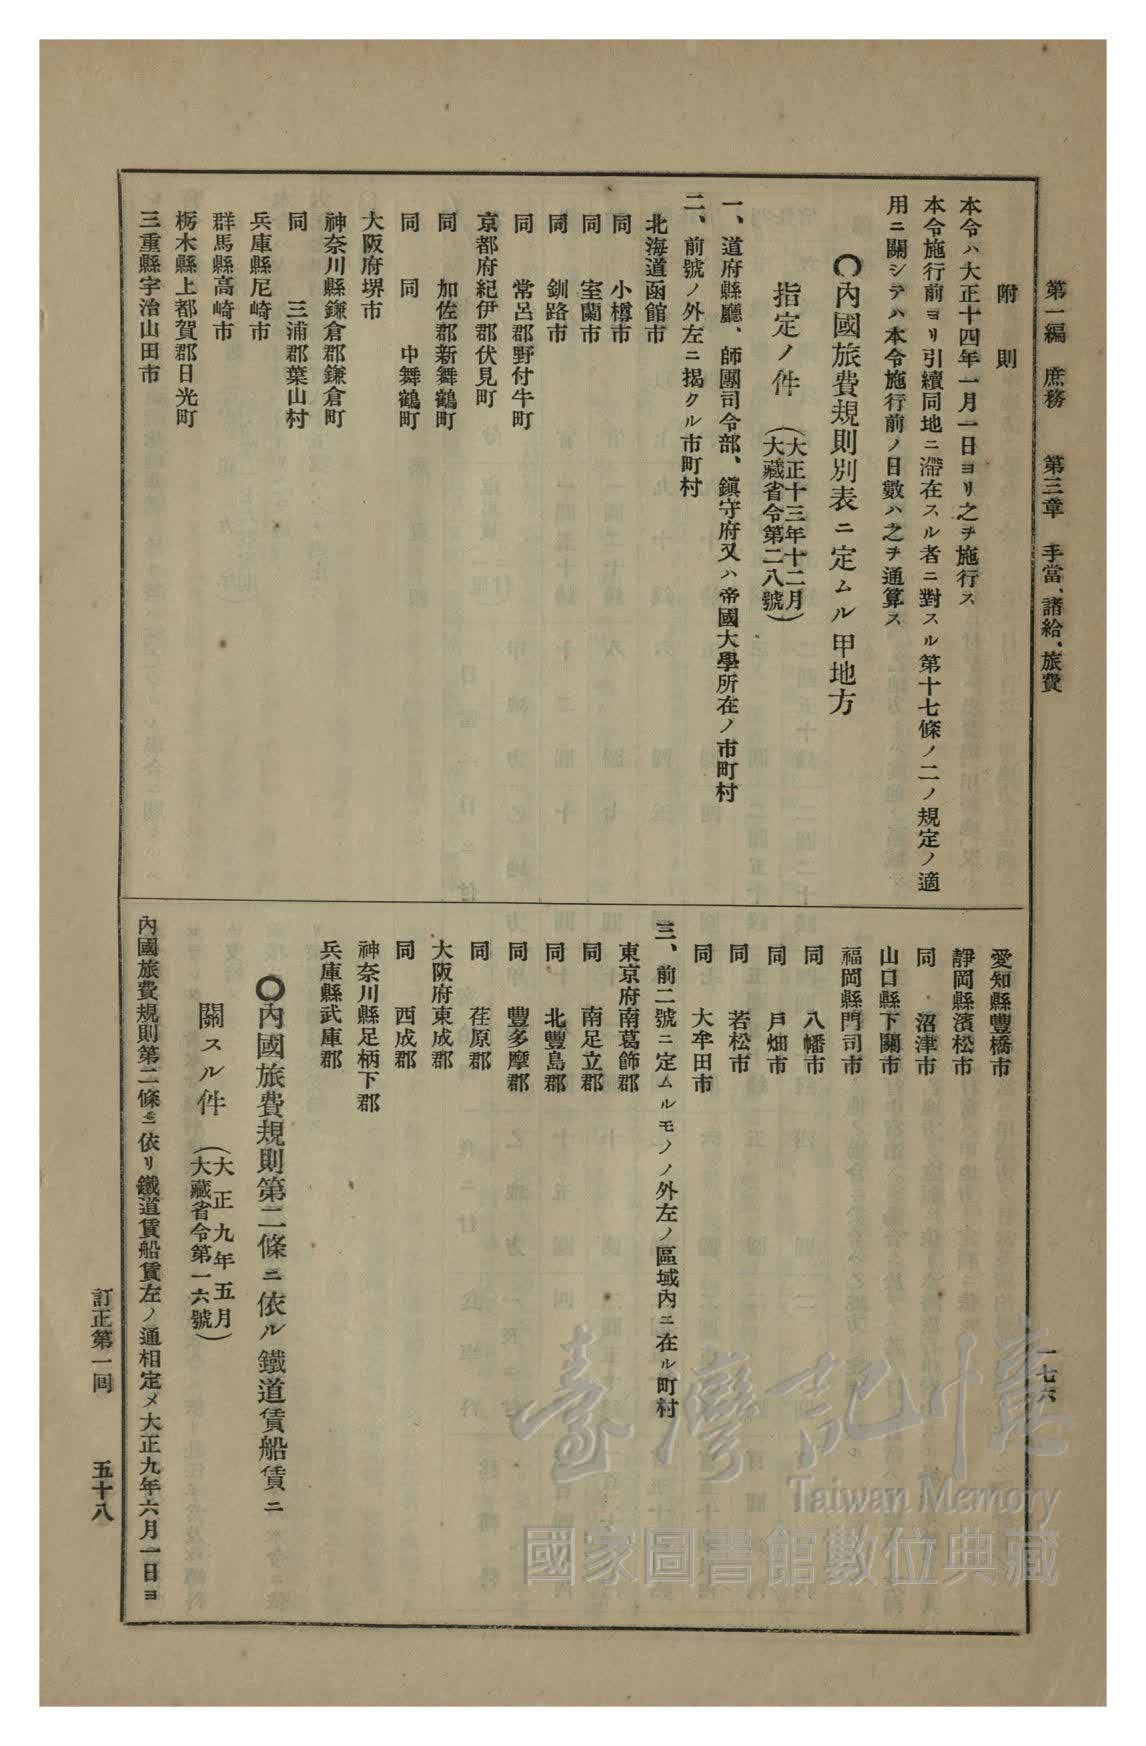 第一編　庶務　　第三章　手當、諸給、旅費
一七六
附　則
本令ハ大正十四年一月一日ヨリ之ヲ施行ス
本令施行前ヨリ引續同地ニ滯在スル者ニ對スル第十七條ノ二ノ規定ノ適
用ニ關シテハ本令施行前ノ日數ハ之ヲ通算ス
○內國旅費規則別表ニ定ムル甲地方
指定ノ件
(大正十三年十二月
大藏省令第二八號)
一、道府縣廳、師團司令部、鎭守府又ハ帝國大學所在ノ市町村
二、前號ノ外左ニ揭クル市町村
北海道函館市
同　小樽市
同　室蘭市
同　釧路市
同　常呂郡野付牛町
京都府紀伊郡伏見町
同　加佐郡新舞鶴町
同　同　中舞鶴町
大阪府堺市
神奈川縣鎌倉郡鎌倉町
同　三浦郡葉山村
兵庫縣尼崎市
群馬縣高崎市
栃木縣上都賀郡日光町
三重縣宇治山田市
愛知縣豐橋市
靜岡縣濱松市
同　沼津市
山口縣下關市
福岡縣門司市
同　八幡市
同　戶畑市
同　若松市
同　大牟田市
三、前二號ニ定ムルモノノ外左ノ區域內ニ在ル町村
東京府南葛飾郡
同　南足立郡
同　北豐島郡
同　豐多摩郡
同　荏原郡
大阪府東成郡
同　西成郡
神奈川縣足柄下郡
兵庫縣武庫郡
○內國旅費規則第二條ニ依ル鐵道賃船賃ニ
關スル件
(大正九年五月
大藏省令第一六號)
內國旅費規則第二條ニ依リ鐵道賃船賃左ノ通相定メ大正九年六月一日ヨ
訂正第一回　　五十八
臺灣記憶
Taiwan Memory
國家圖書館數位典藏